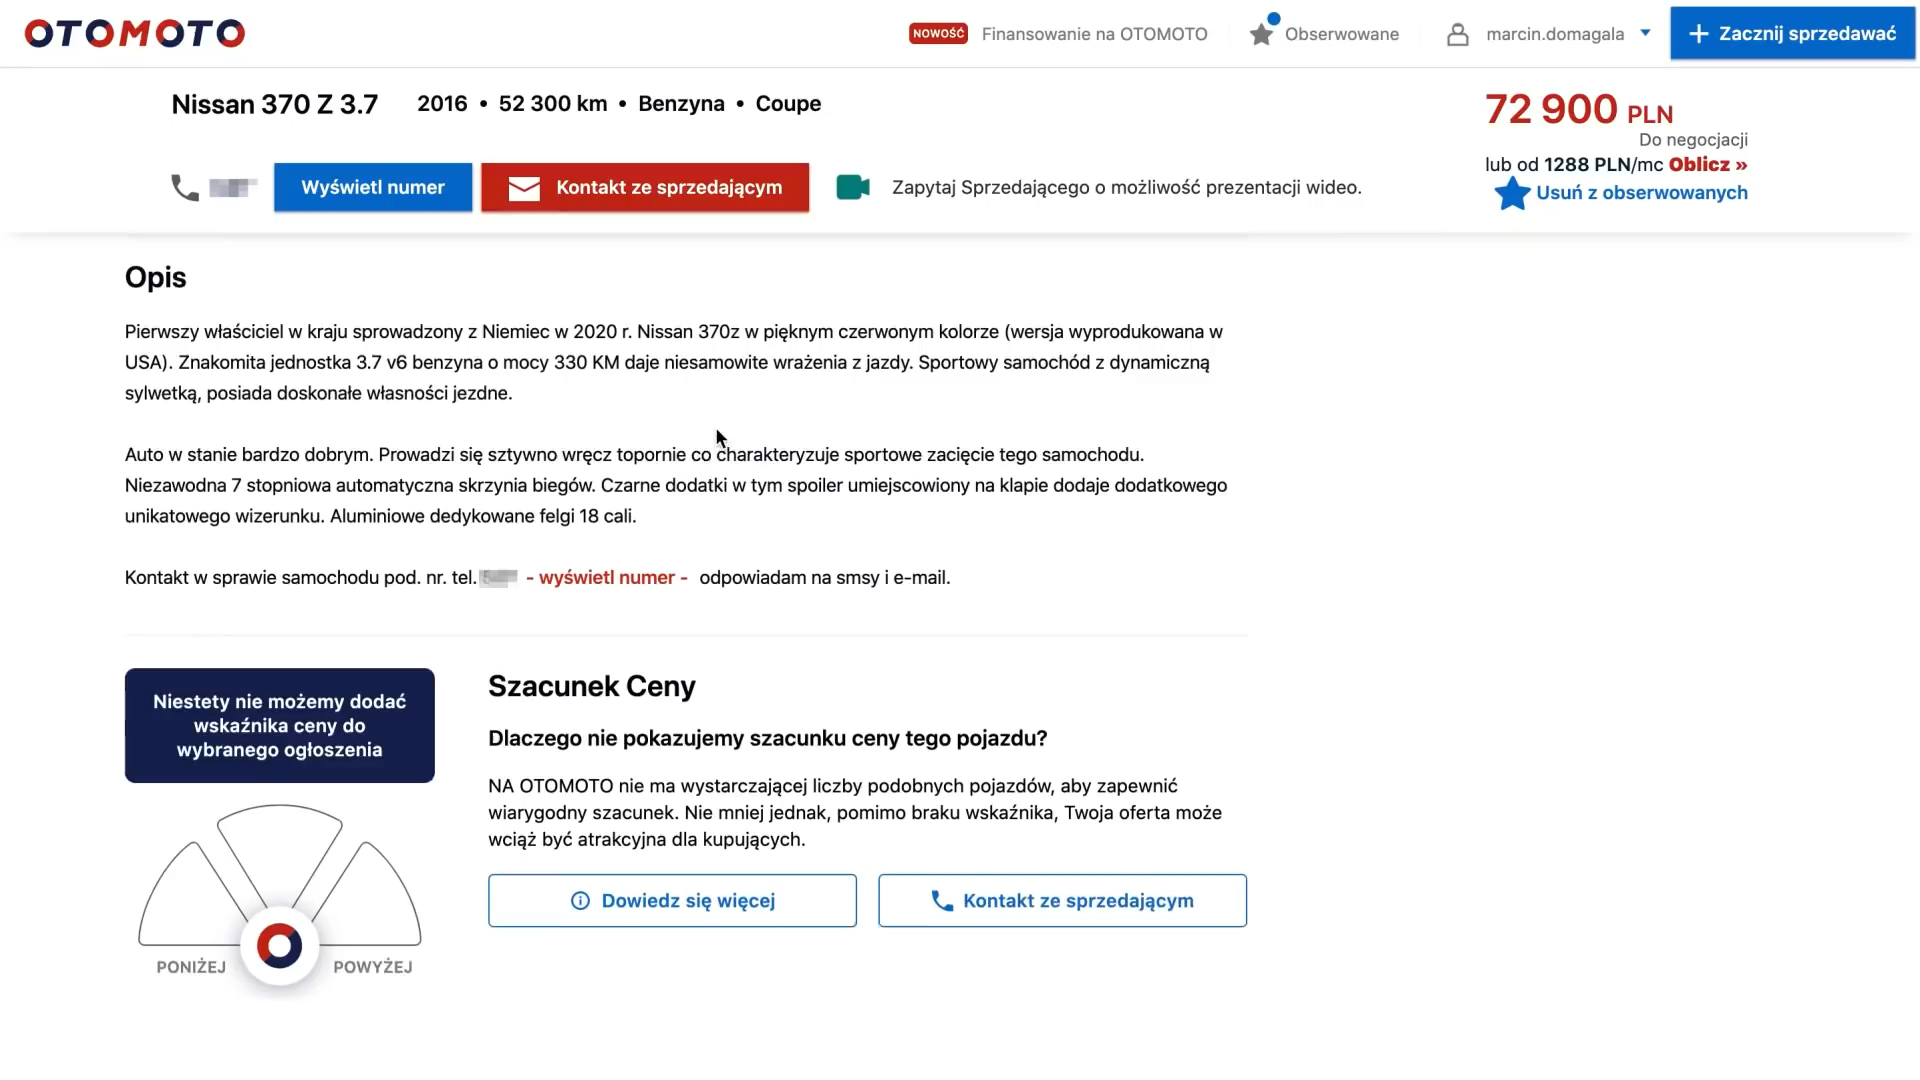 OTOMOTO
NOWOŚĆ Finansowanie na OTOMOTO
Obserwowane
marcin.domagala
+ Zacznij sprzedawać
Nissan 370 Z 3.7
2016 • 52 300 km • Benzyna • Coupe
72 900 PLN
Do negocjacji
lub od 1288 PLN/mc Oblicz »
Usuń z obserwowanych
Wyświetl numer
Kontakt ze sprzedającym
Zapytaj Sprzedającego o możliwość prezentacji wideo.
Opis
Pierwszy właściciel w kraju sprowadzony z Niemiec w 2020 r. Nissan 370z w pięknym czerwonym kolorze (wersja wyprodukowana w
USA). Znakomita jednostka 3.7 v6 benzyna o mocy 330 KM daje niesamowite wrażenia z jazdy. Sportowy samochód z dynamiczną
sylwetką, posiada doskonałe własności jezdne.
Auto w stanie bardzo dobrym. Prowadzi się sztywno wręcz topornie co charakteryzuje sportowe zacięcie tego samochodu.
Niezawodna 7 stopniowa automatyczna skrzynia biegów. Czarne dodatki w tym spoiler umiejscowiony na klapie dodaje dodatkowego
unikatowego wizerunku. Aluminiowe dedykowane felgi 18 cali.
Kontakt w sprawie samochodu pod. nr. tel. - wyświetl numer - odpowiadam na smsy i e-mail.
Niestety nie możemy dodać
wskaźnika ceny do
wybranego ogłoszenia
PONIŻEJ
POWYŻEJ
Szacunek Ceny
Dlaczego nie pokazujemy szacunku ceny tego pojazdu?
NA OTOMOTO nie ma wystarczającej liczby podobnych pojazdów, aby zapewnić
wiarygodny szacunek. Nie mniej jednak, pomimo braku wskaźnika, Twoja oferta może
wciąż być atrakcyjna dla kupujących.
Dowiedz się więcej
Kontakt ze sprzedającym